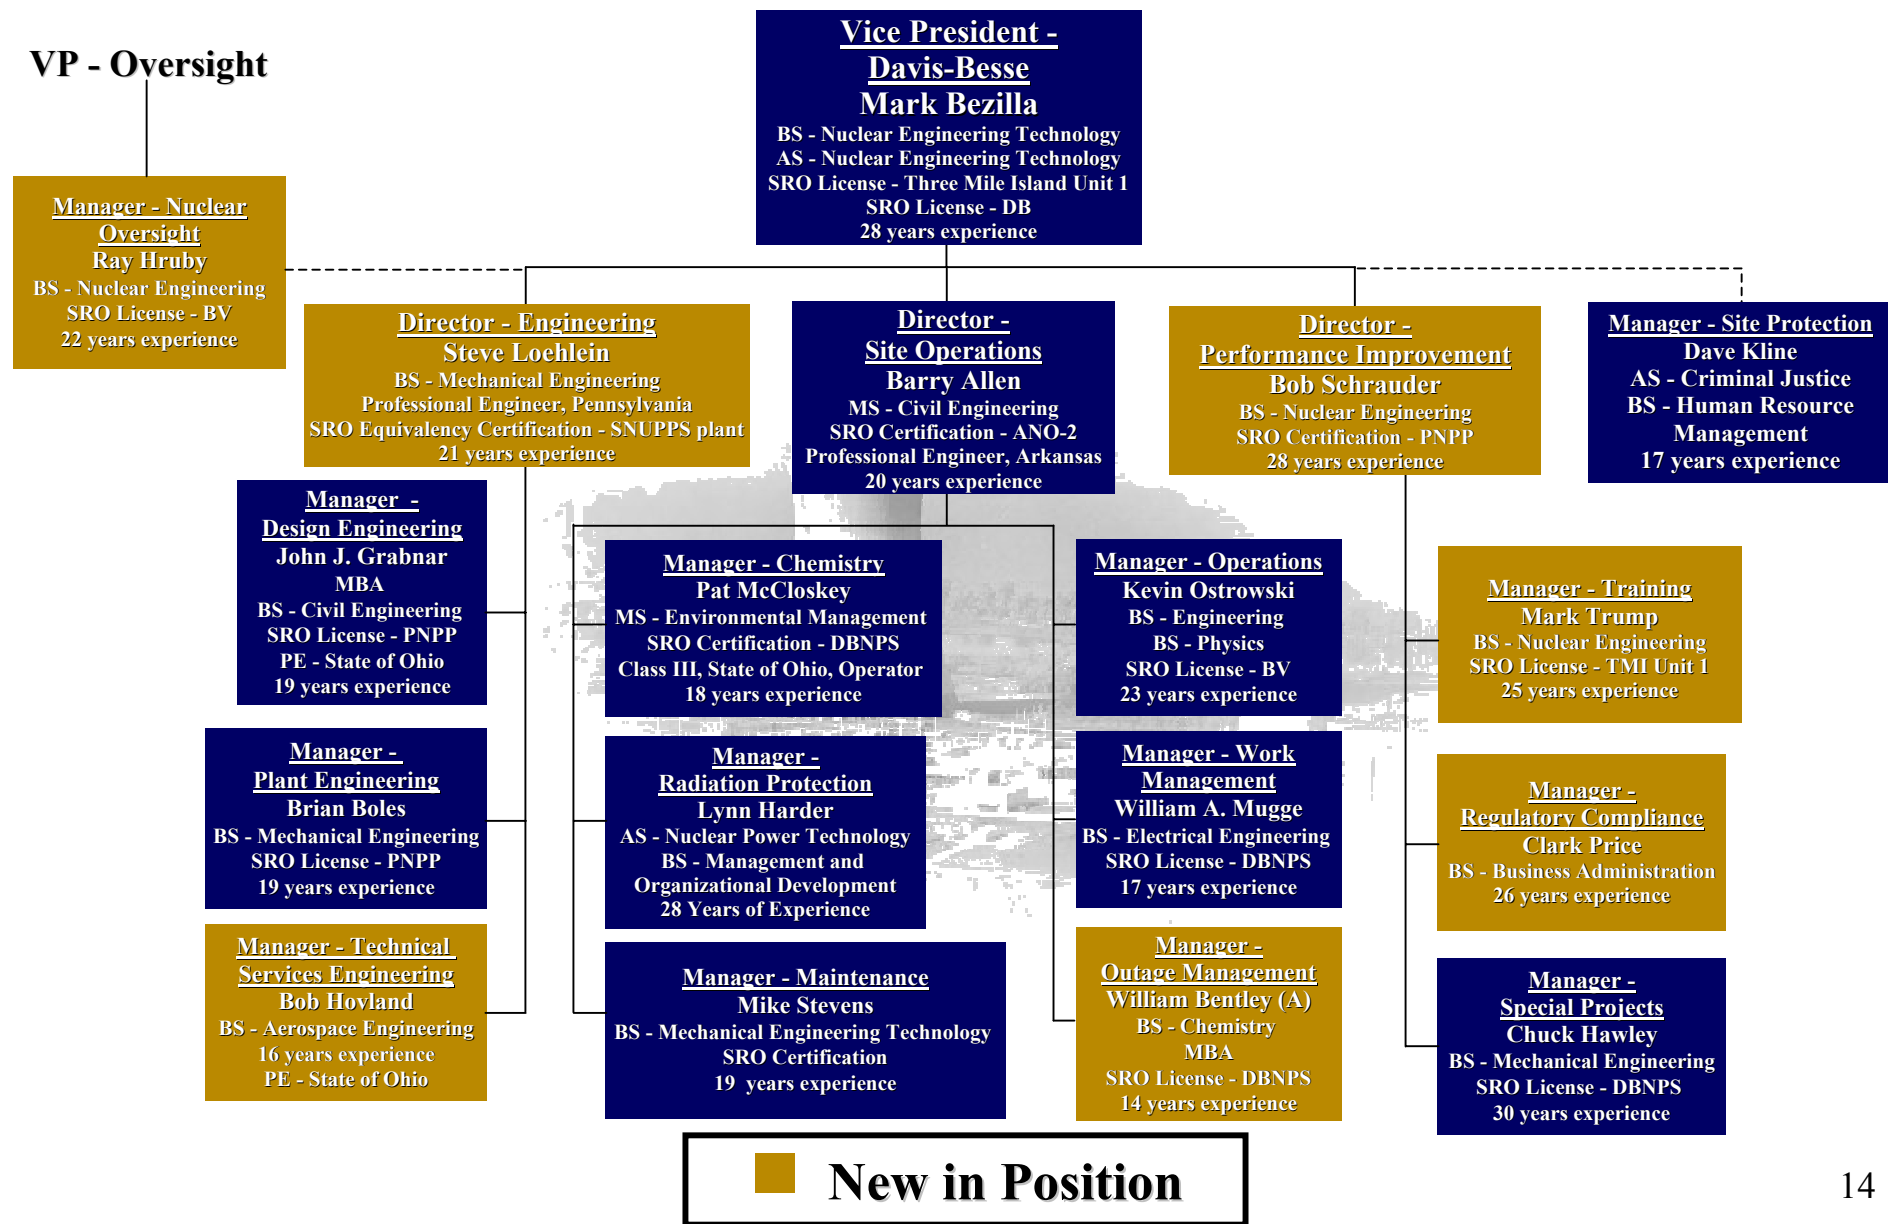 VP - Oversight
Vice President -
Davis-Besse
Mark Bezilla
BS - Nuclear Engineering Technology
AS - Nuclear Engineering Technology
SRO License - Three Mile Island Unit 1
SRO License - DB
28 years experience
Manager - Nuclear
Oversight
Ray Hruby
BS - Nuclear Engineering
SRO License - BV
22 years experience
Director - Engineering
Steve Loehlein
BS - Mechanical Engineering
Professional Engineer, Pennsylvania
SRO Equivalency Certification - SNUPPS plant
21 years experience
Director -
Site Operations
Barry Allen
MS - Civil Engineering
SRO Certification - ANO-2
Professional Engineer, Arkansas
20 years experience
Director -
Performance Improvement
Bob Schrauder
BS - Nuclear Engineering
SRO Certification - PNPP
28 years experience
Manager - Site Protection
Dave Kline
AS - Criminal Justice
BS - Human Resource
Management
17 years experience
Manager -
Design Engineering
John J. Grabnar
MBA
BS - Civil Engineering
SRO License - PNPP
PE - State of Ohio
19 years experience
Manager - Chemistry
Pat McCloskey
MS - Environmental Management
SRO Certification - DBNPS
Class III, State of Ohio, Operator
18 years experience
Manager - Operations
Kevin Ostrowski
BS - Engineering
BS - Physics
SRO License - BV
23 years experience
Manager - Training
Mark Trump
BS - Nuclear Engineering
SRO License - TMI Unit 1
25 years experience
Manager -
Plant Engineering
Brian Boles
BS - Mechanical Engineering
SRO License - PNPP
19 years experience
Manager -
Radiation Protection
Lynn Harder
AS - Nuclear Power Technology
BS - Management and
Organizational Development
28 Years of Experience
Manager - Work
Management
William A. Mugge
BS - Electrical Engineering
SRO License - DBNPS
17 years experience
Manager -
Regulatory Compliance
Clark Price
BS - Business Administration
26 years experience
Manager - Technical
Services Engineering
Bob Hovland
BS - Aerospace Engineering
16 years experience
PE - State of Ohio
Manager - Maintenance
Mike Stevens
BS - Mechanical Engineering Technology
SRO Certification
19 years experience
Manager -
Outage Management
William Bentley (A)
BS - Chemistry
MBA
SRO License - DBNPS
14 years experience
Manager -
Special Projects
Chuck Hawley
BS - Mechanical Engineering
SRO License - DBNPS
30 years experience
New in Position
14